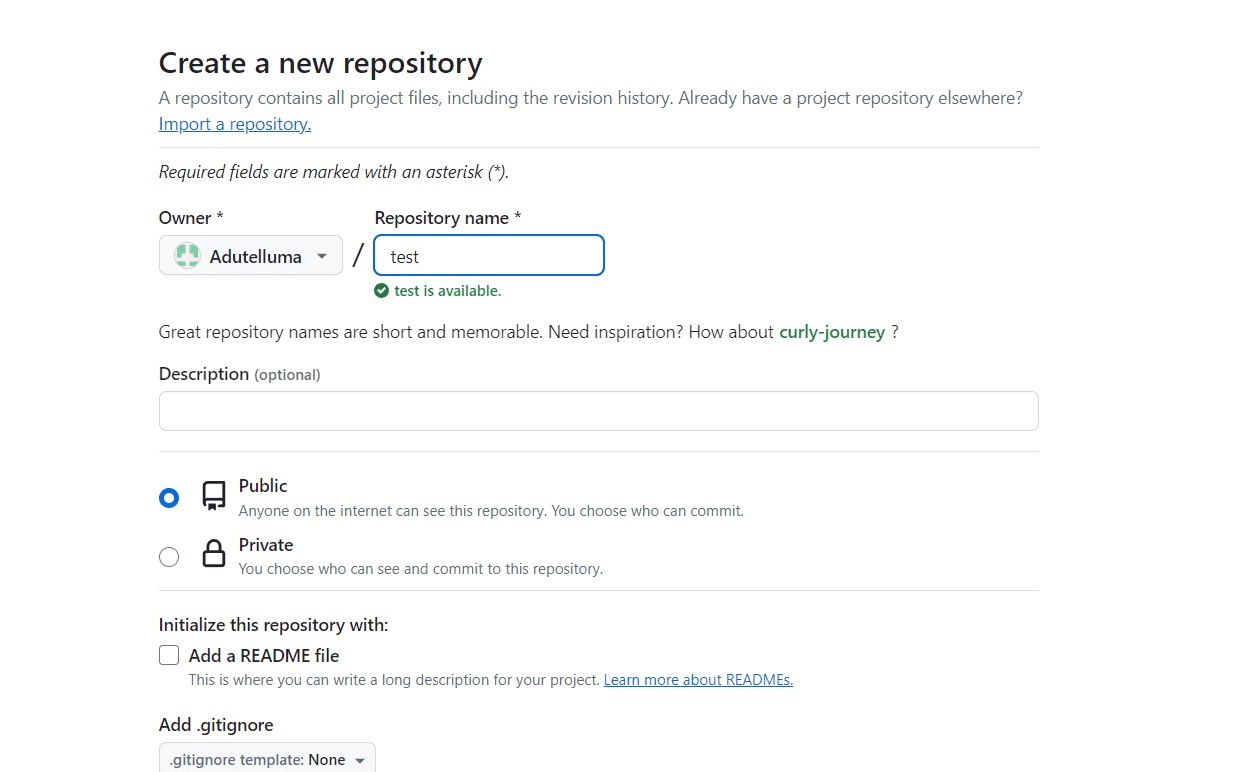 Create a new repository
A repository contains all project files, including the revision history. Already have a project repository elsewhere?
Import a repository.
Required fields are marked with an asterisk (*).
Owner * Repository name *
Adutelluma / test
test is available.
Great repository names are short and memorable. Need inspiration? How about curly-journey ?
Description (optional)
Public
Anyone on the internet can see this repository. You choose who can commit.
Private
You choose who can see and commit to this repository.
Initialize this repository with:
Add a README file
This is where you can write a long description for your project. Learn more about READMEs.
Add .gitignore
.gitignore template: None